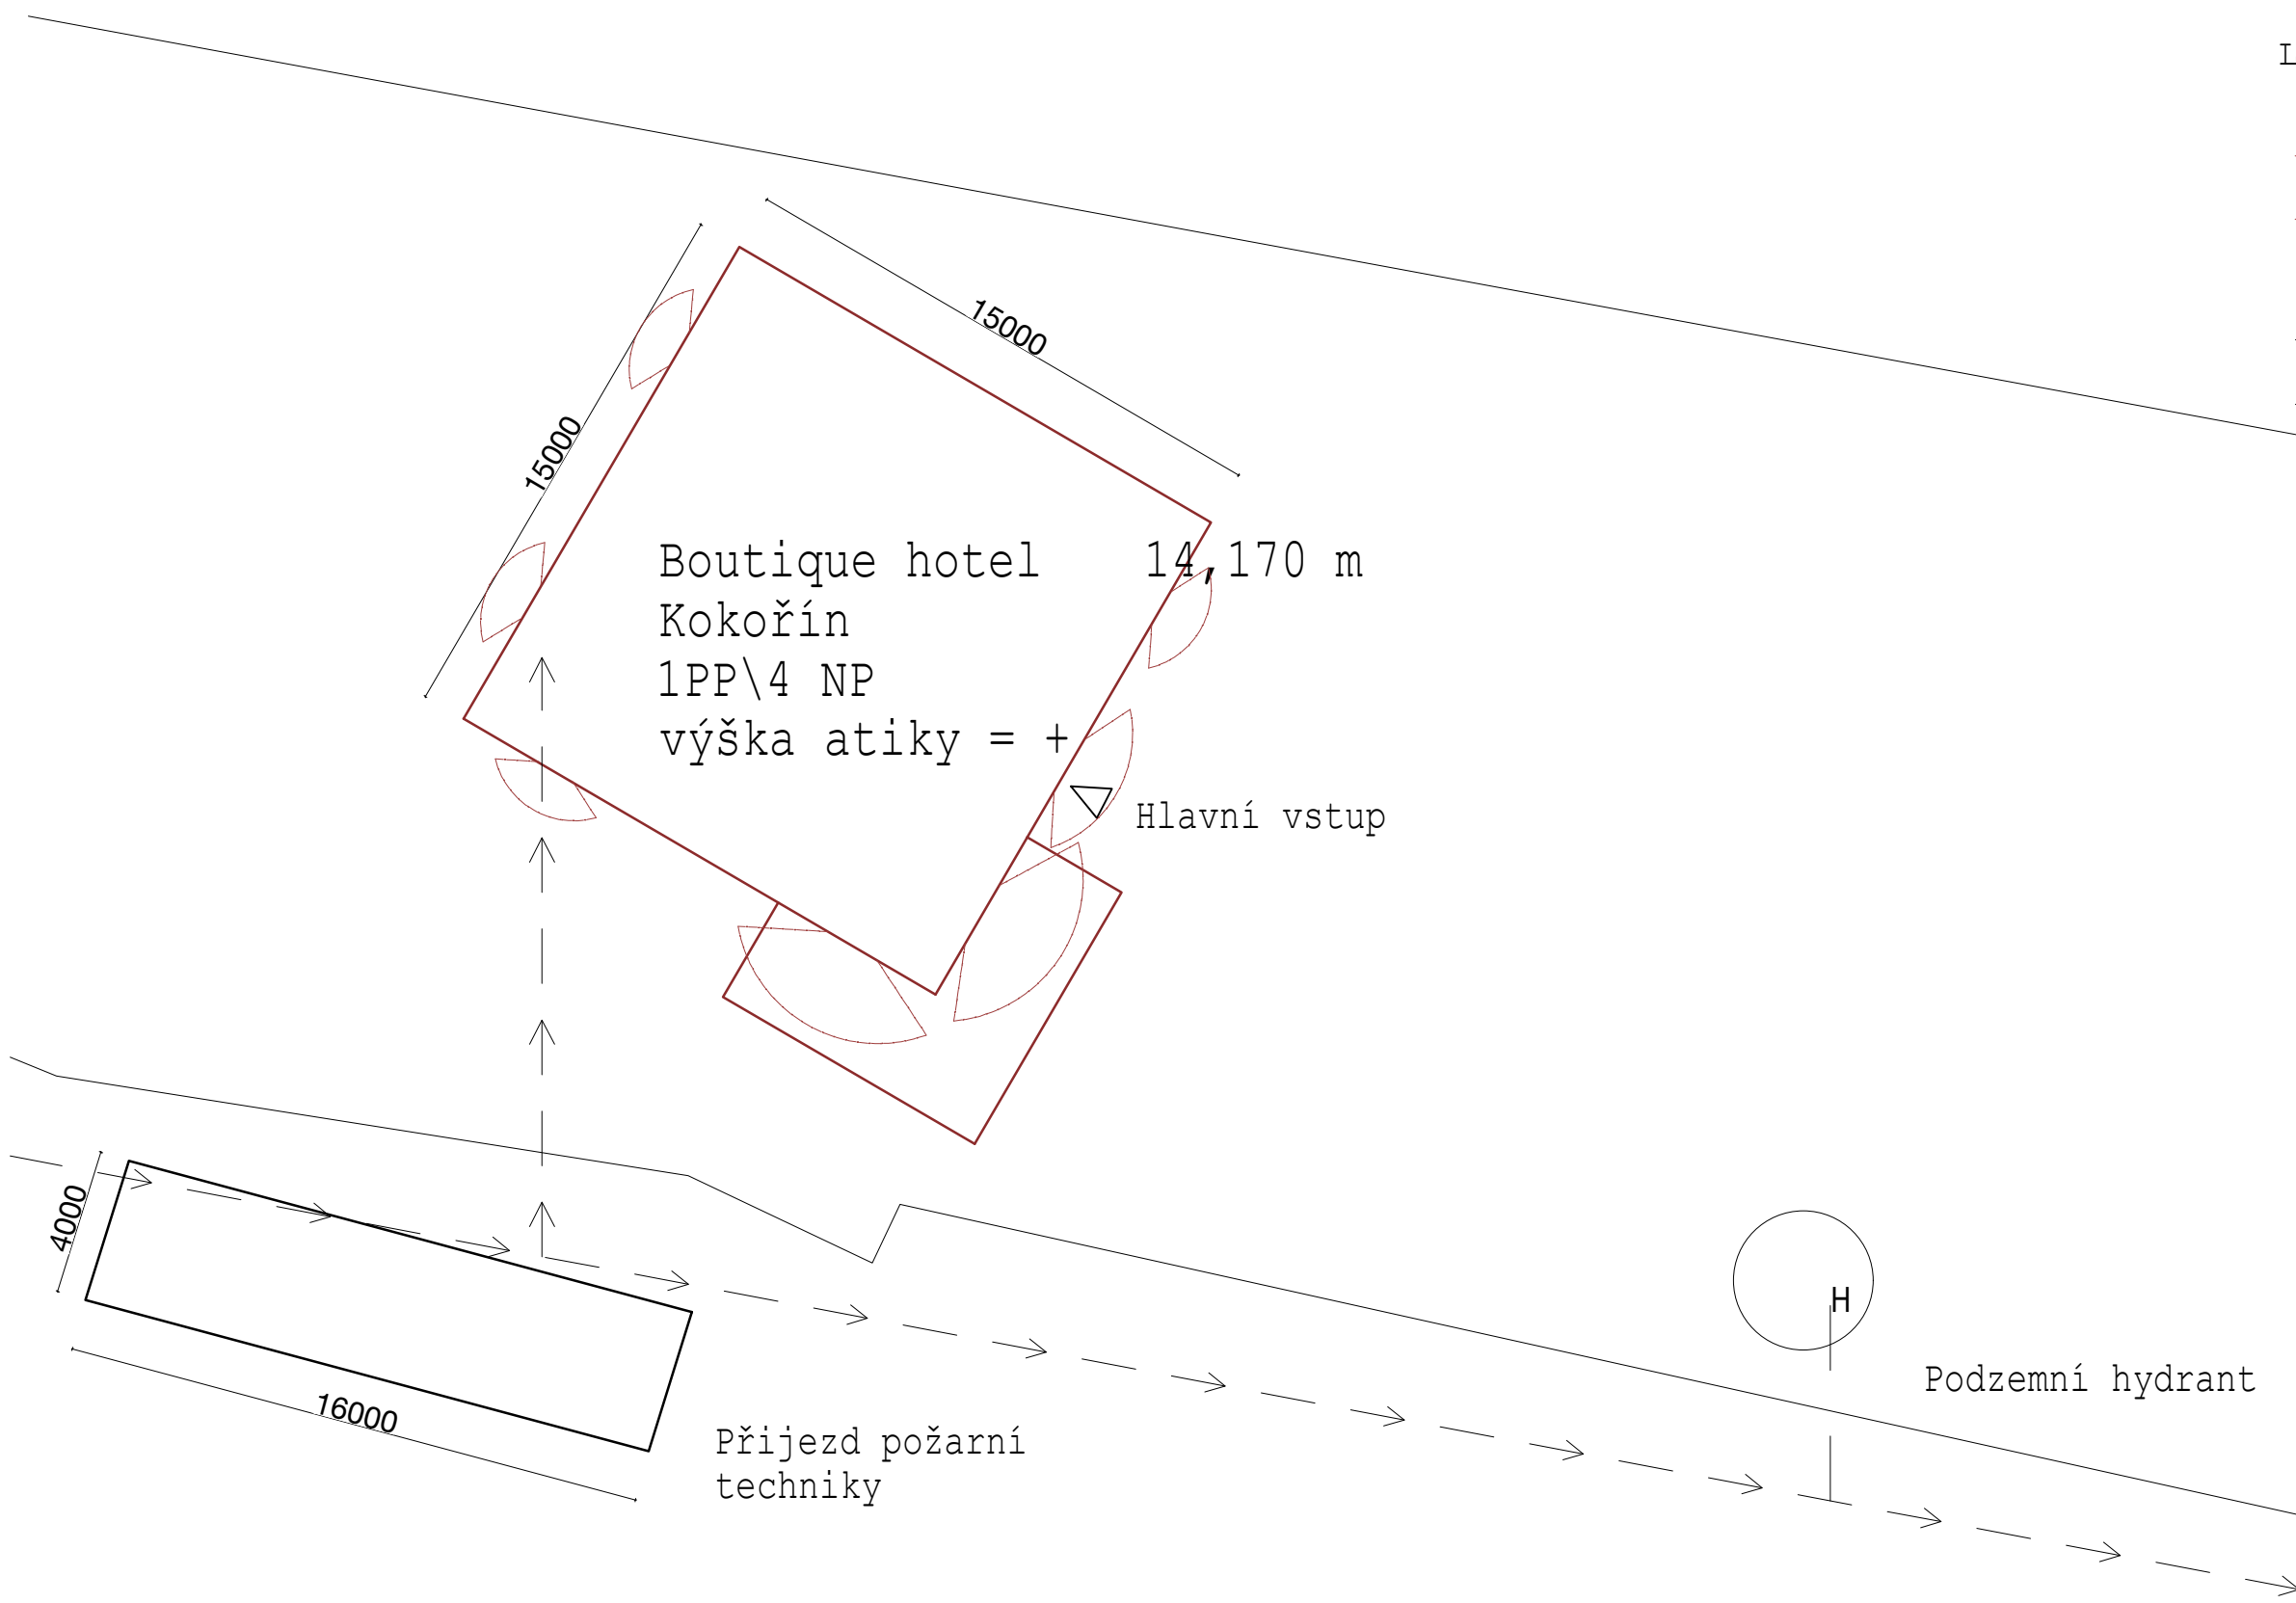 15000
15000
Boutique hotel 14,170 m
Kokořín
1PP\4 NP
výška atiky = +
Hlavní vstup
4000
H
Podzemní hydrant
16000
Přijezd požarní
techniky